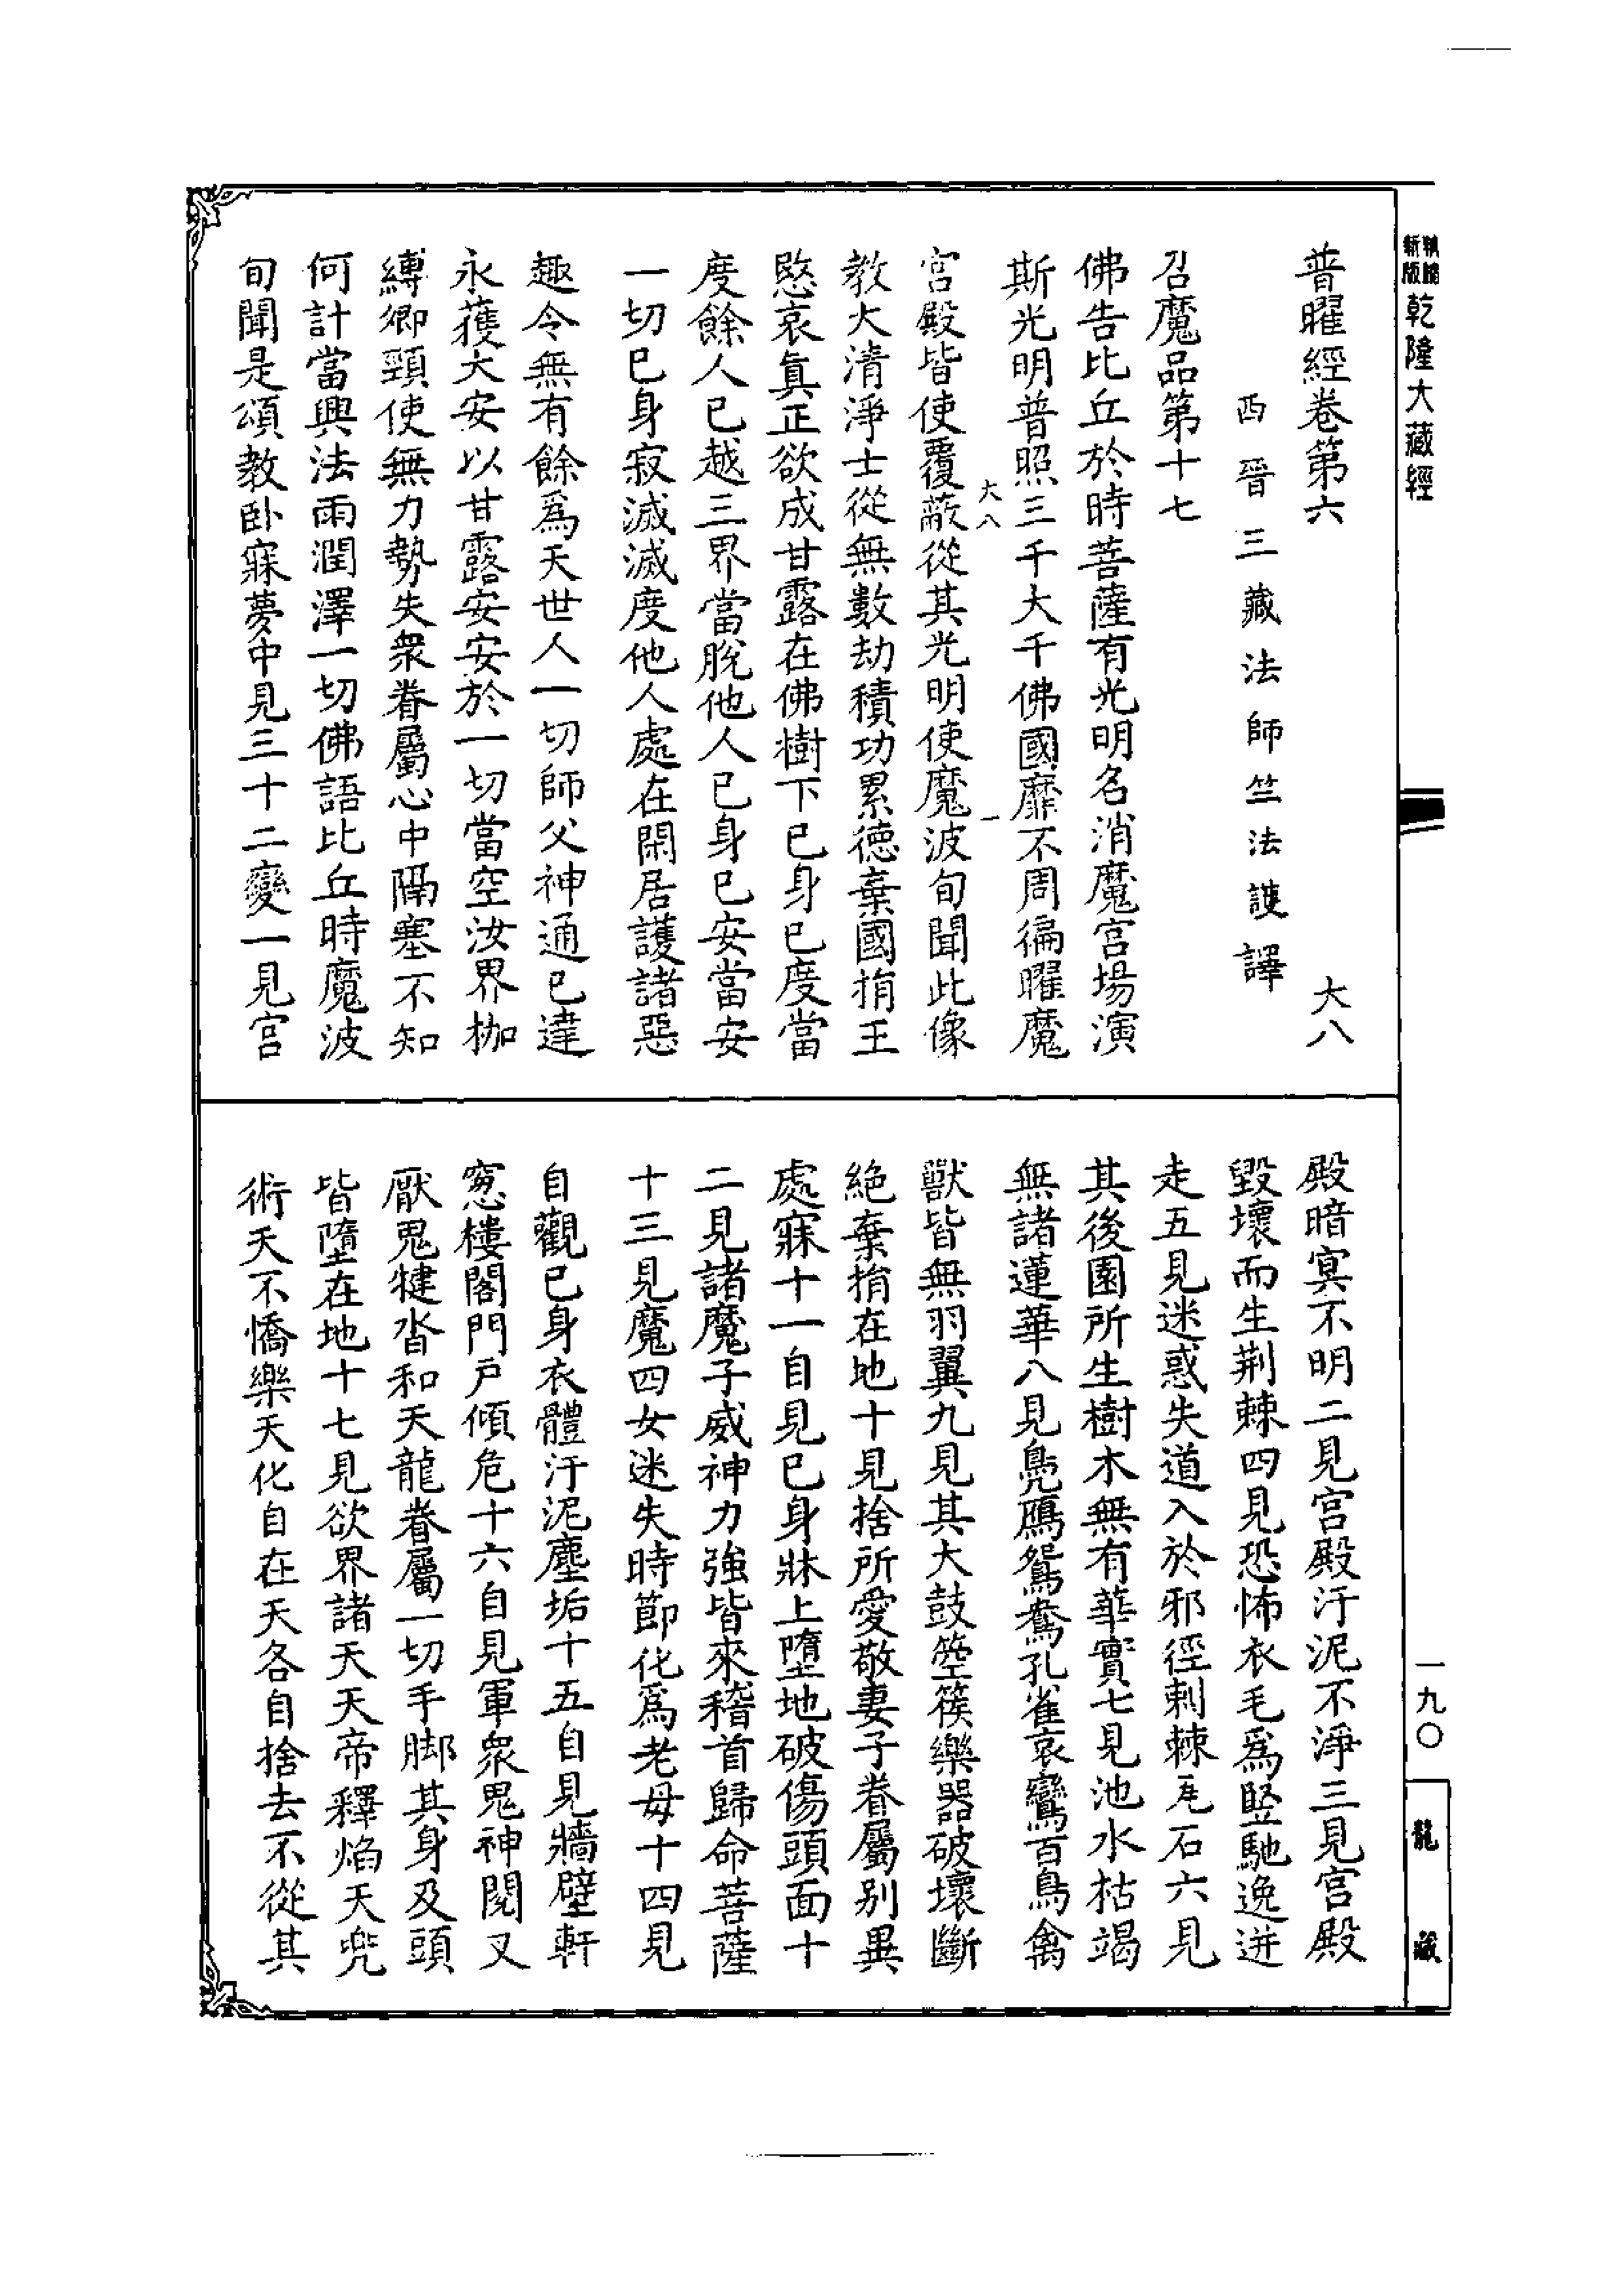 乾隆大藏經
普曜經卷第六 大八
西晉三藏法師竺法護譯
召魔品第十七
佛告比丘於時菩薩有光明名消魔宮場演
斯光明普照三千大千佛國靡不周徧曜魔
大八 一
宮殿皆使覆蔽從其光明使魔波旬聞此像
教大清淨士從無數劫積功累德棄國捐王
愍哀真正欲成甘露在佛樹下已身已度當
度餘人已越三界當脫他人已身已安當安
一切已身寂滅滅度他人處在閑居護諸惡
趣令無有餘爲天世人一切師父神通已達
永獲大安以甘露安安於一切當空汝界枷
縛卿頸使無力勢失衆眷屬心中隔塞不知
何計當興法雨潤澤一切佛語比丘時魔波
旬聞是頌教卧寐夢中見三十二變一見宮
殿暗㝠不明二見宮殿汙泥不淨三見宮殿
毀壞而生荆棘四見恐怖衣毛爲竪馳逸迸
走五見迷惑失道入於邪徑刺棘瓦石六見
其後園所生樹木無有華實七見池水枯竭
無諸蓮華八見鳧鴈鴛鴦孔雀哀鸞百鳥禽
獸皆無羽翼九見其大鼓箜篌樂器破壞斷
絶棄捐在地十見捨所愛敬妻子眷屬别異
處寐十一自見已身牀上墮地破傷頭面十
二見諸魔子威神力強皆來稽首歸命菩薩
十三見魔四女迷失時節化爲老母十四見
自觀已身衣體汙泥塵垢十五自見牆壁軒
窻樓閣門戶傾危十六自見軍衆鬼神閱叉
厭鬼揵沓和天龍眷屬一切手脚其身及頭
皆墮在地十七見欲界諸天天帝釋焰天兜
術天不憍樂天化自在天各自捨去不從其
一九〇
龍藏